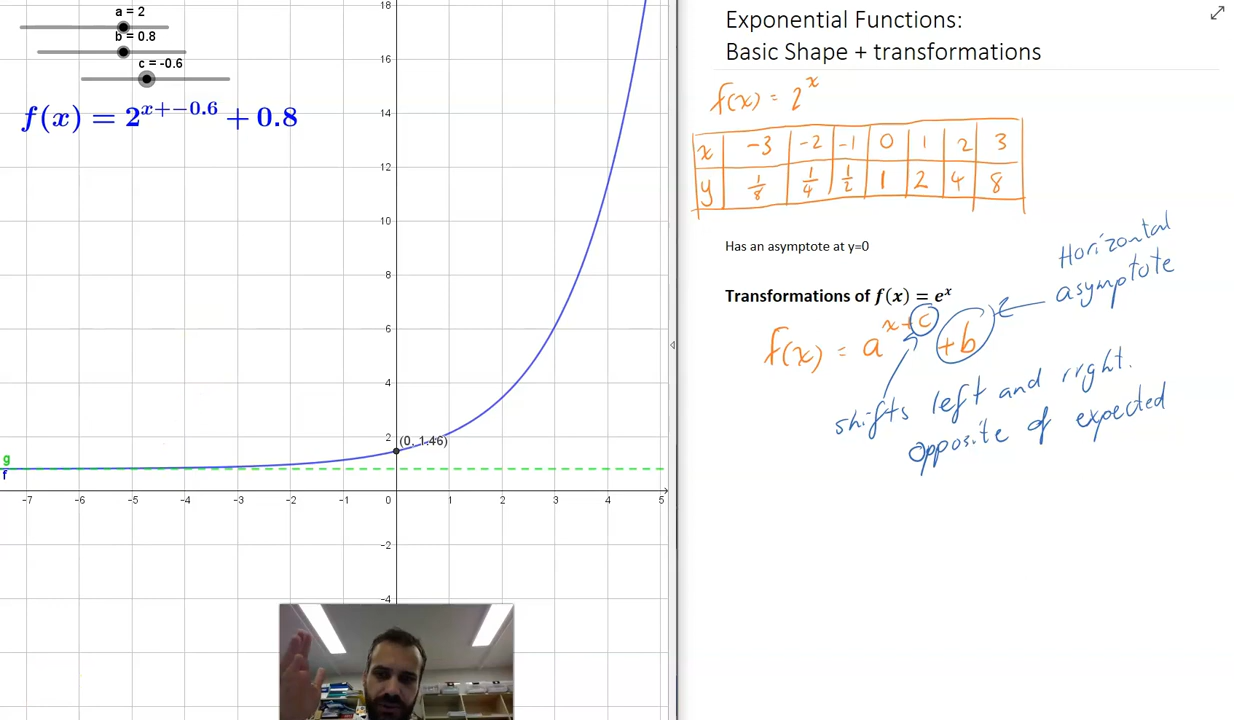 a = 2
b = 0.8
c = -0.6
f(x) = 2^{x+-0.6} + 0.8
18
16
14
12
10
8
6
4
2
(0, 1.46)
g
f
-7 -6 -5 -4 -3 -2 -1 0 1 2 3 4 5
-2
-4
Exponential Functions:
Basic Shape + transformations
f(x) = 2^x
x -3 -2 -1 0 1 2 3
y 1/8 1/4 1/2 1 2 4 8
Has an asymptote at y=0
Horizontal
asymptote
Transformations of f(x) = e^x
f(x) = a^{x+c} +b
shifts left and right.
opposite of expected